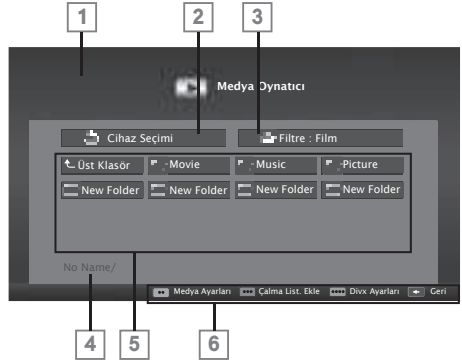 1 2 3
Medya Oynatıcı
Cihaz Seçimi Filtre : Film
Üst Klasör -Movie -Music -Picture
New Folder New Folder New Folder New Folder
No Name/
Medya Ayarları Çalma List. Ekle Divx Ayarları Geri
4 5 6